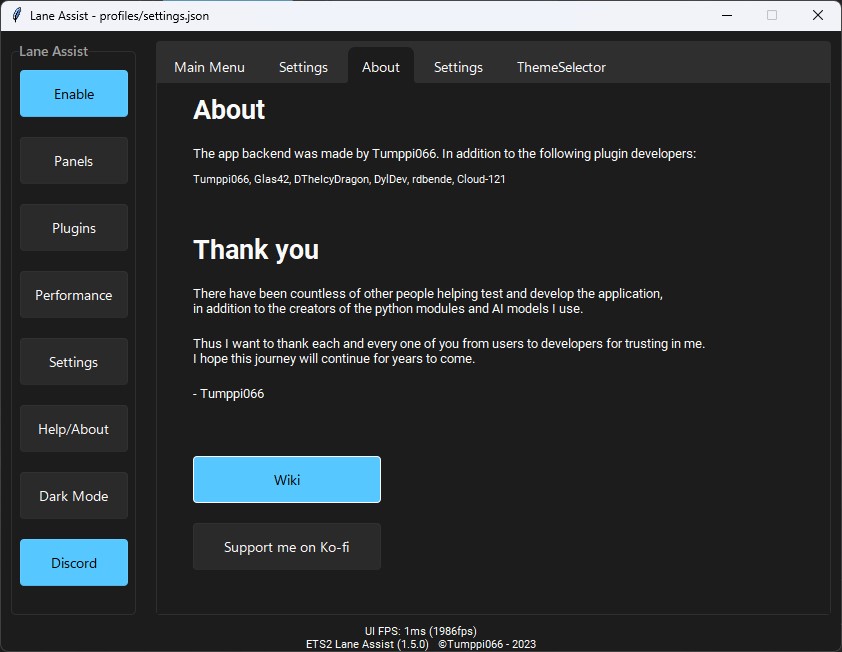 Lane Assist - profiles/settings.json
Lane Assist
Enable
Panels
Plugins
Performance
Settings
Help/About
Dark Mode
Discord
Main Menu
Settings
About
Settings
ThemeSelector
About
The app backend was made by Tumppi066. In addition to the following plugin developers:
Tumppi066, Glas42, DTheIcyDragon, DylDev, rdbende, Cloud-121
Thank you
There have been countless of other people helping test and develop the application,
in addition to the creators of the python modules and AI models I use.
Thus I want to thank each and every one of you from users to developers for trusting in me.
I hope this journey will continue for years to come.
- Tumppi066
Wiki
Support me on Ko-fi
UI FPS: 1ms (1986fps)
ETS2 Lane Assist (1.5.0) ©Tumppi066 - 2023